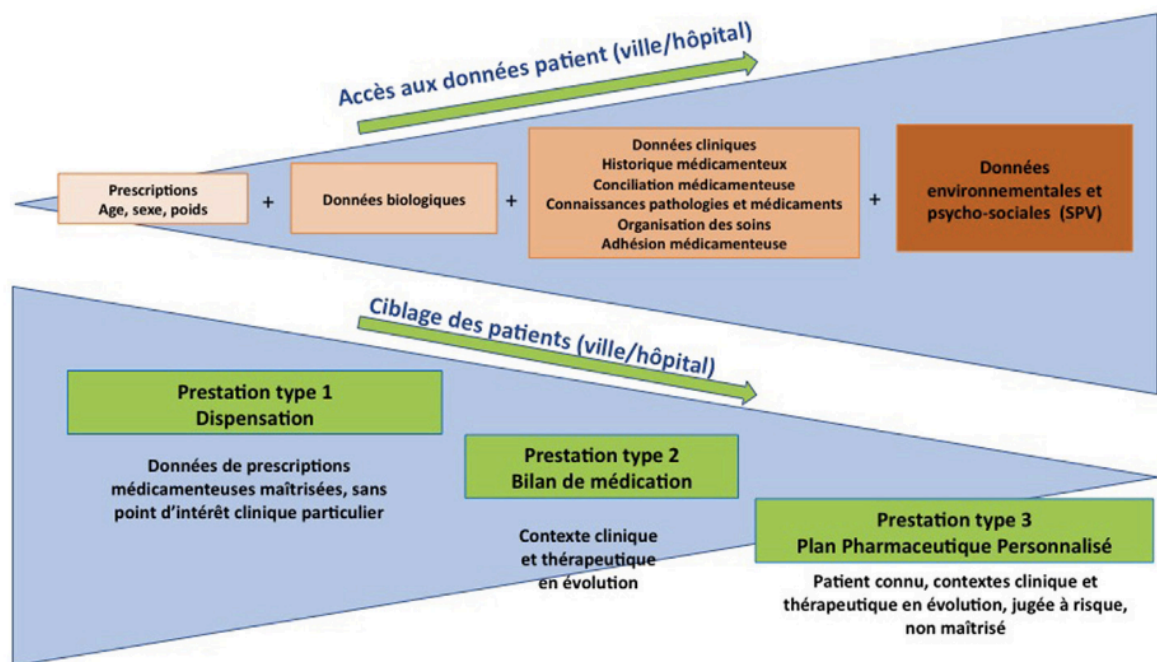 Accès aux données patient (ville/hôpital)
Prescriptions
Age, sexe, poids
+
Données biologiques
+
Données cliniques
Historique médicamenteux
Conciliation médicamenteuse
Connaissances pathologies et médicaments
Organisation des soins
Adhésion médicamenteuse
+
Données
environnementales et
psycho-sociales (SPV)
Ciblage des patients (ville/hôpital)
Prestation type 1
Dispensation
Données de prescriptions
médicamenteuses maîtrisées, sans
point d'intérêt clinique particulier
Prestation type 2
Bilan de médication
Contexte clinique
et thérapeutique
en évolution
Prestation type 3
Plan Pharmaceutique Personnalisé
Patient connu, contextes clinique et
thérapeutique en évolution, jugée à risque,
non maîtrisé